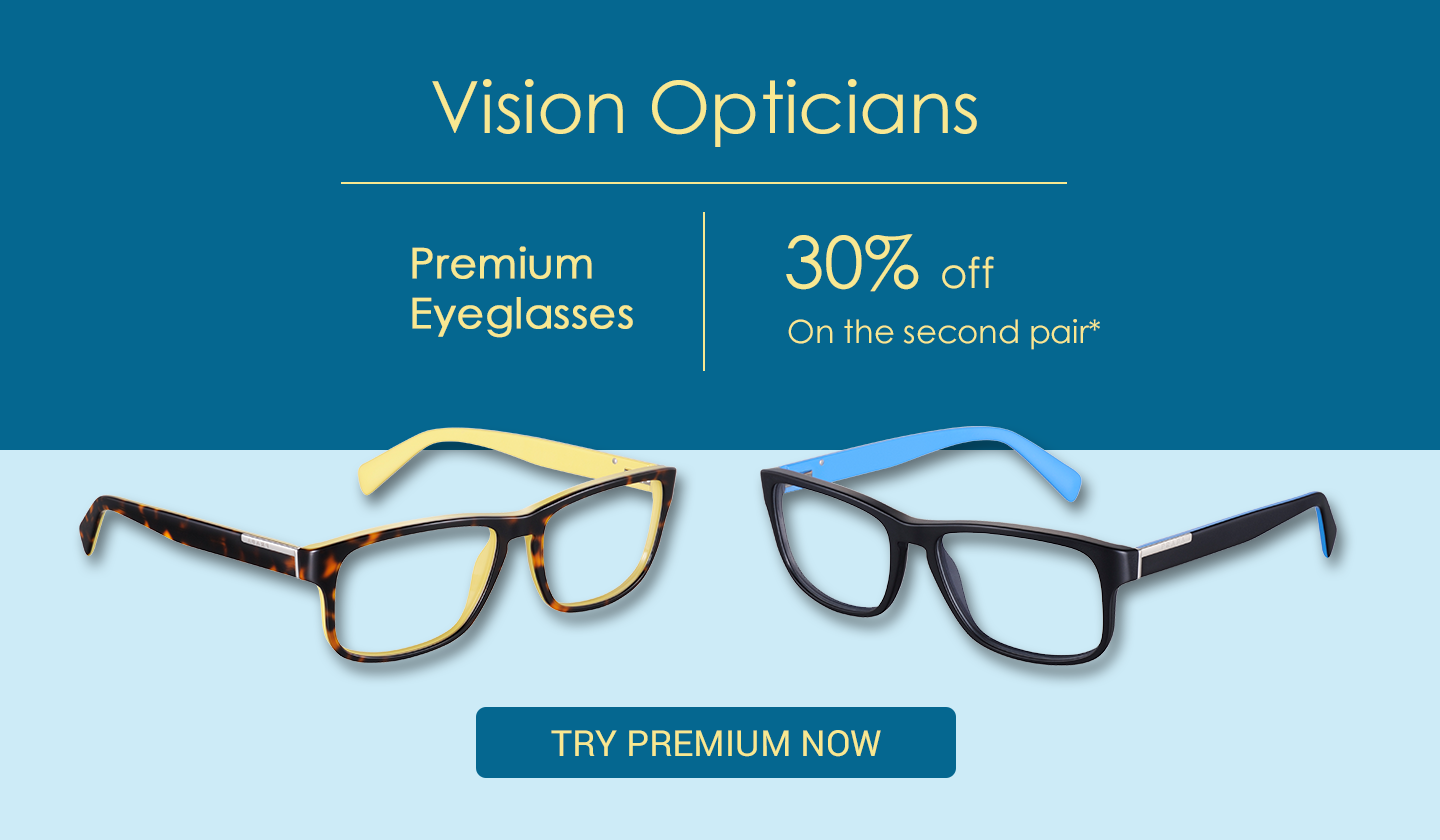 Vision Opticians
Premium
Eyeglasses
30% off
On the second pair*
TRY PREMIUM NOW